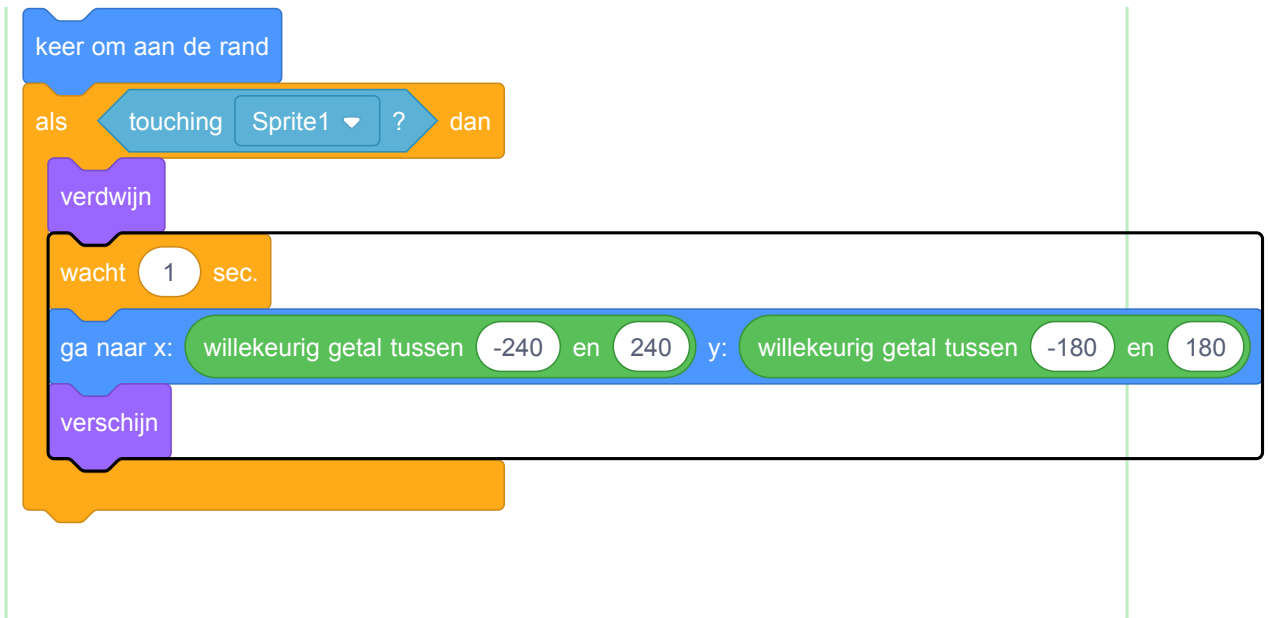 keer om aan de rand
als touching Sprite1 ? dan
verdwijn
wacht 1 sec.
ga naar x: willekeurig getal tussen -240 en 240 y: willekeurig getal tussen -180 en 180
verschijn